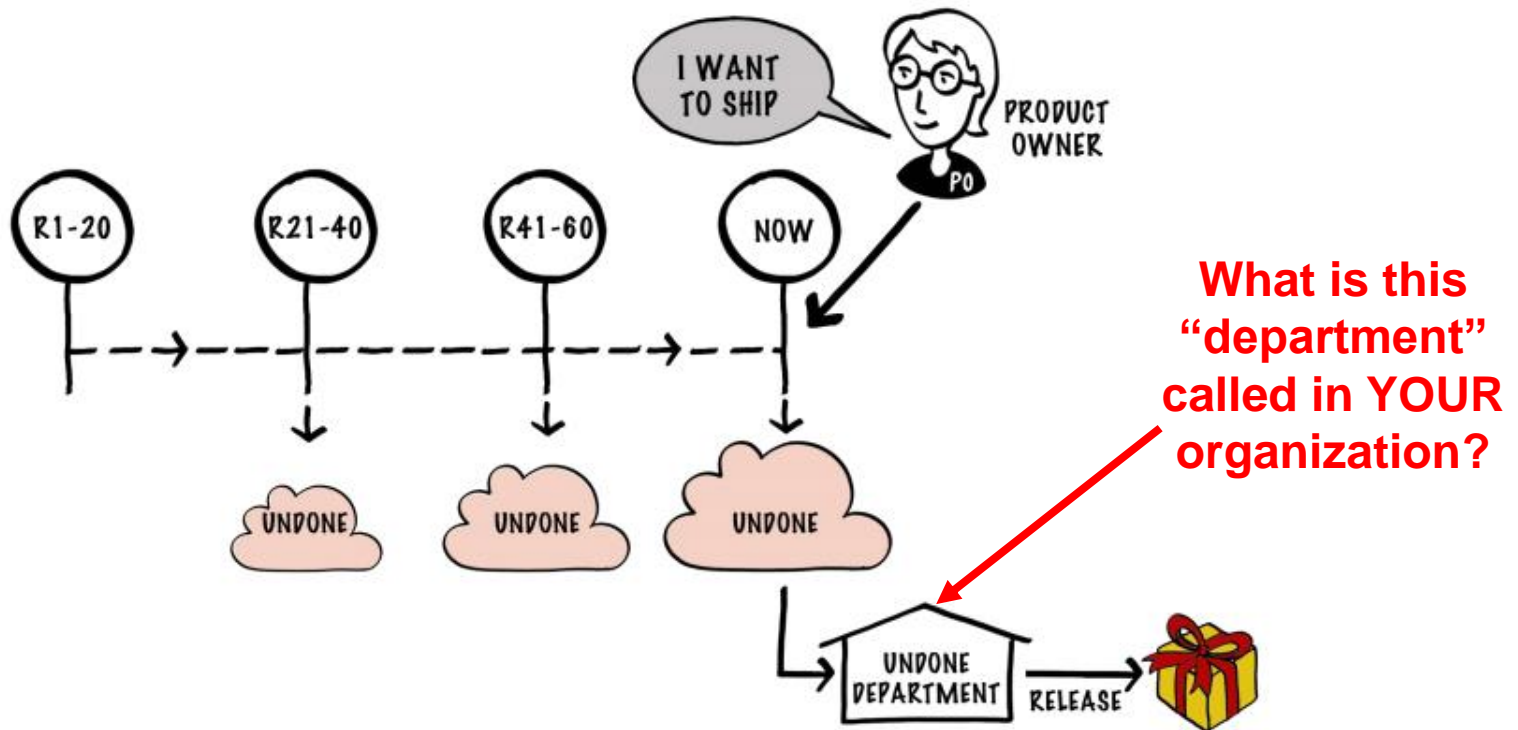 I WANT
TO SHIP
PRODUCT
OWNER
PO
R1-20
R21-40
R41-60
NOW
What is this
“department”
called in YOUR
organization?
UNDONE
UNDONE
UNDONE
UNDONE
DEPARTMENT
RELEASE